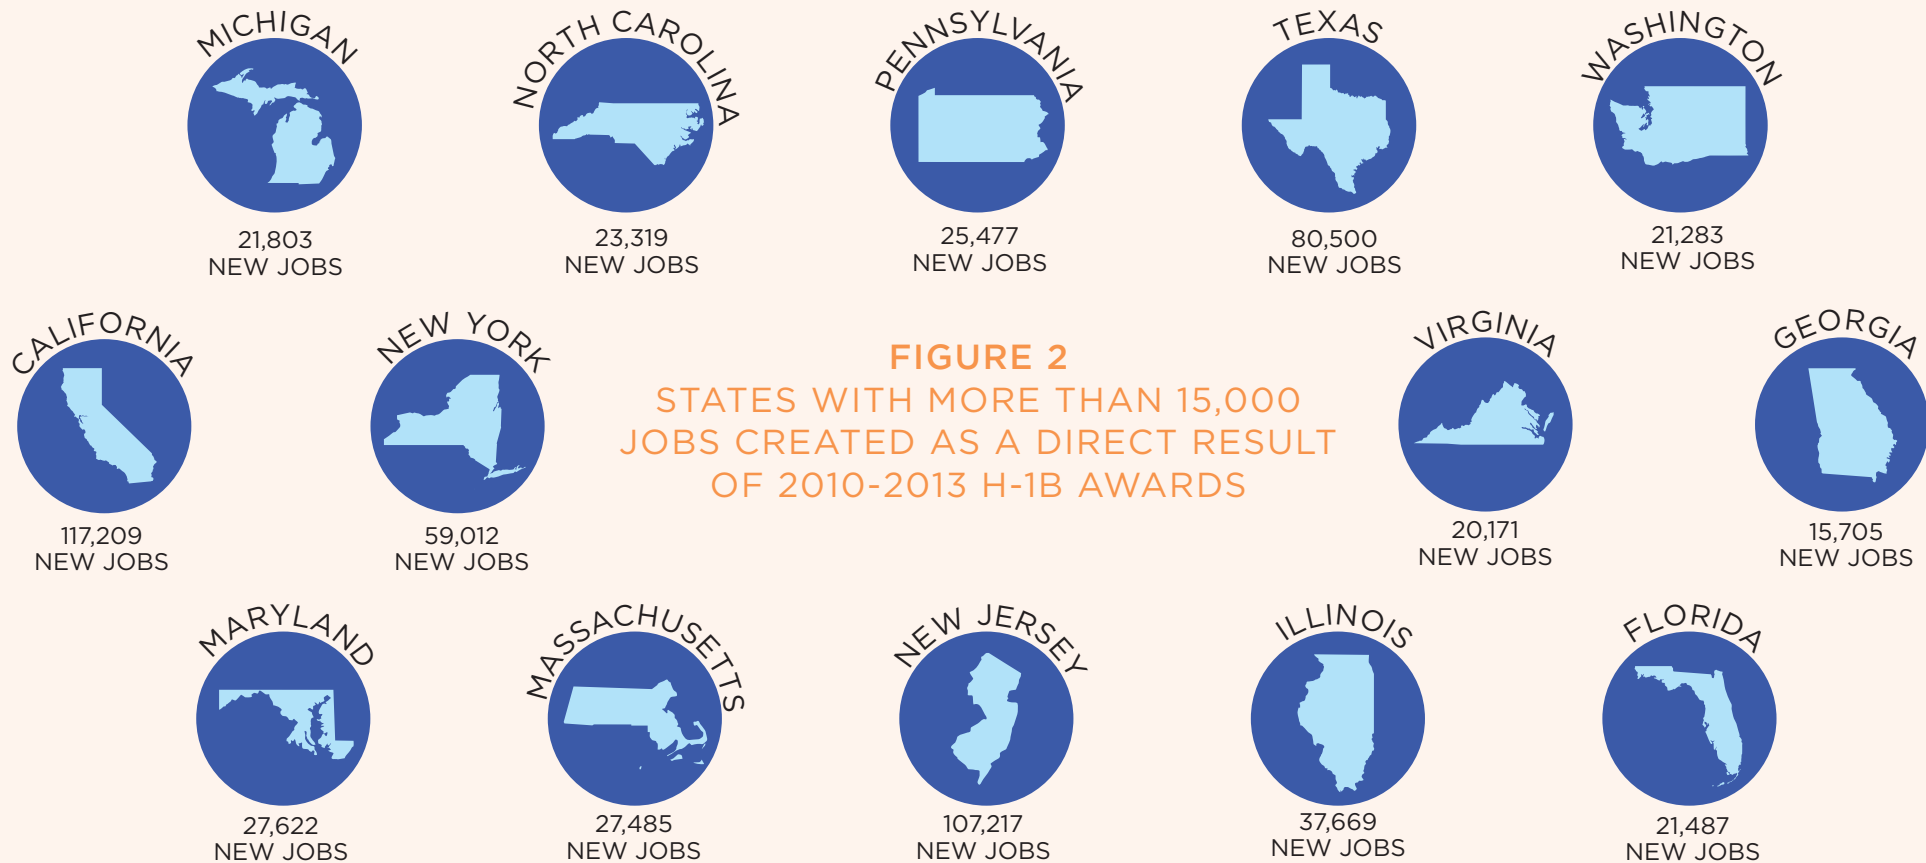 MICHIGAN
21,803
NEW JOBS
NORTH CAROLINA
23,319
NEW JOBS
PENNSYLVANIA
25,477
NEW JOBS
TEXAS
80,500
NEW JOBS
WASHINGTON
21,283
NEW JOBS
CALIFORNIA
117,209
NEW JOBS
NEW YORK
59,012
NEW JOBS
FIGURE 2
STATES WITH MORE THAN 15,000
JOBS CREATED AS A DIRECT RESULT
OF 2010-2013 H-1B AWARDS
VIRGINIA
20,171
NEW JOBS
GEORGIA
15,705
NEW JOBS
MARYLAND
27,622
NEW JOBS
MASSACHUSETTS
27,485
NEW JOBS
NEW JERSEY
107,217
NEW JOBS
ILLINOIS
37,669
NEW JOBS
FLORIDA
21,487
NEW JOBS